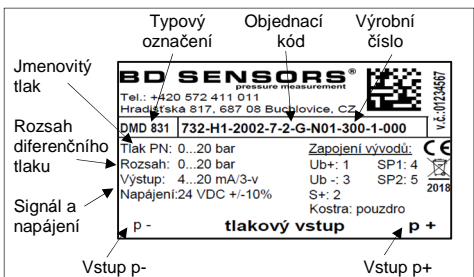 Typový označení
Objednací kód
Výrobní číslo
Jmenovitý tlak
Rozsah diferenčního tlaku
Signál a napájení
BD SENSORS®
pressure measurement
Tel.: +420 572 411 011
Hradišťská 817, 687 08 Buchlovice, CZ
v.č.:01234567
DMD 831 732-H1-2002-7-2-G-N01-300-1-000
Tlak PN: 0...20 bar
Rozsah: 0...20 bar
Výstup: 4...20 mA/3-v
Napájení:24 VDC +/-10%
Zapojení vývodů:
Ub+: 1 SP1: 4
Ub -: 3 SP2: 5
S+: 2
Kostra: pouzdro
CE
2018
p - tlakový vstup p +
Vstup p- Vstup p+